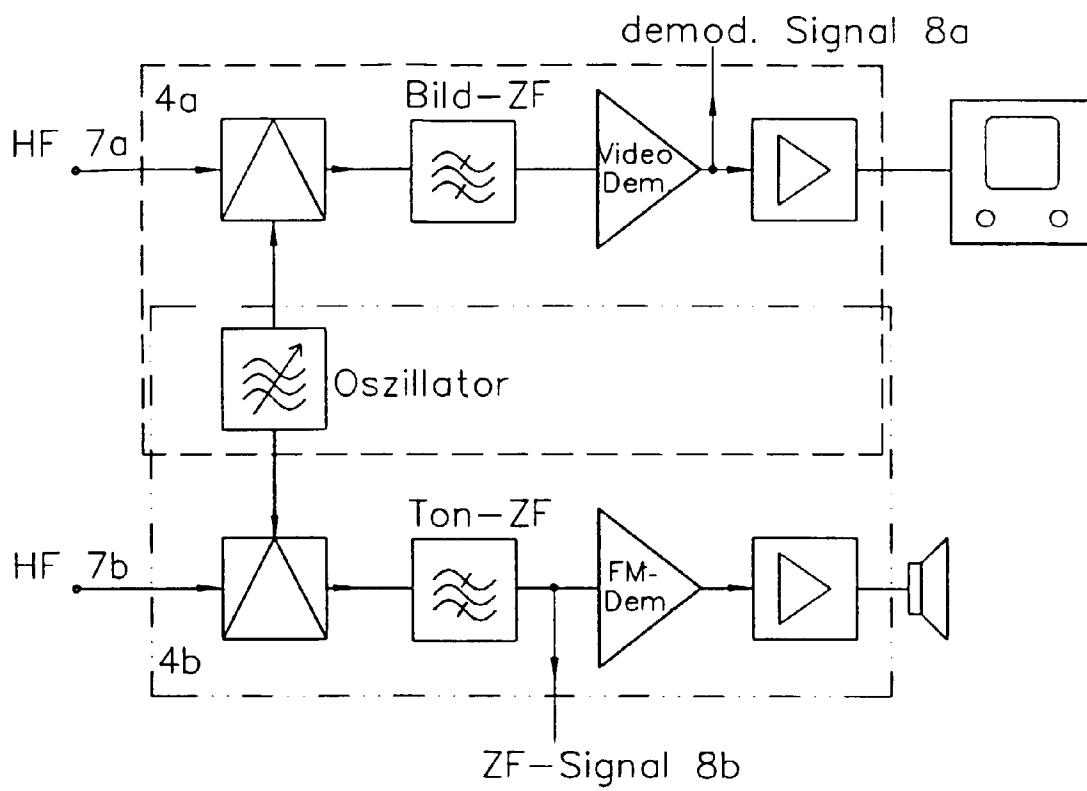 demod. Signal 8a
4a
Bild-ZF
HF 7a
Video
Dem.
Oszillator
Ton-ZF
HF 7b
FM-
Dem.
4b
ZF-Signal 8b